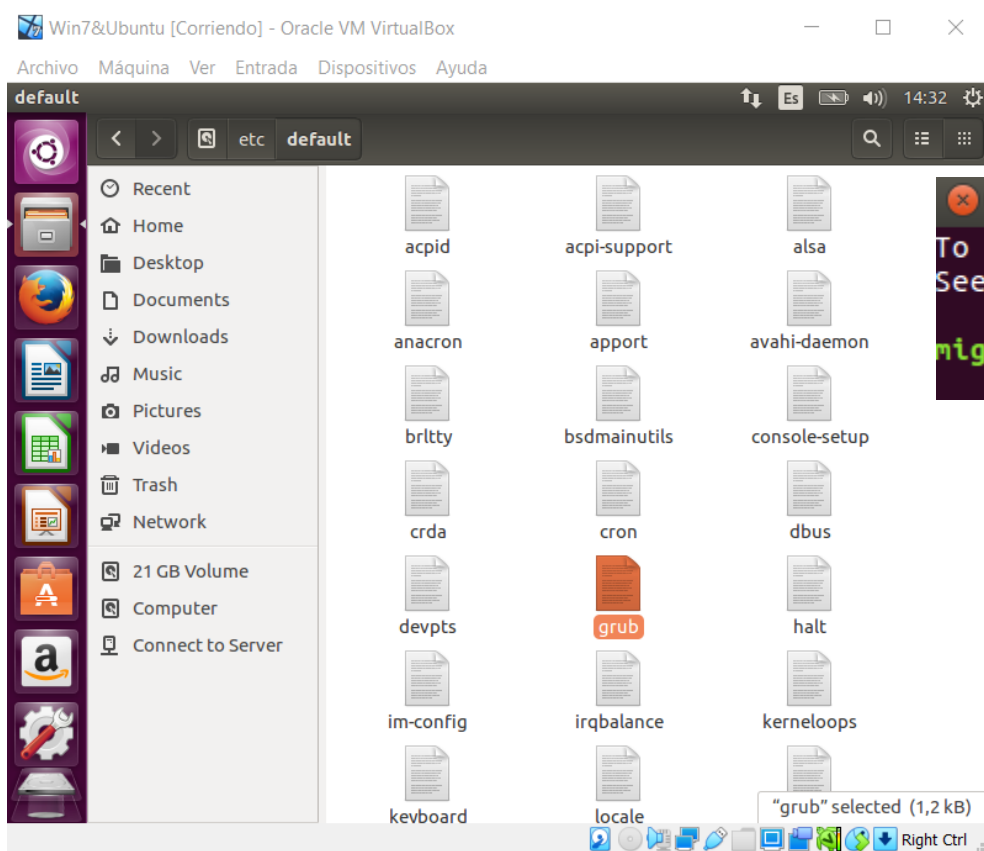 Win7&Ubuntu [Corriendo] - Oracle VM VirtualBox
Archivo Máquina Ver Entrada Dispositivos Ayuda
default Es 14:32
etc default
Recent
Home
Desktop
Documents
Downloads
Music
Pictures
Videos
Trash
Network
21 GB Volume
Computer
Connect to Server
acpid acpi-support alsa
anacron apport avahi-daemon
brltty bsdmainutils console-setup
crda cron dbus
devpts grub halt
im-config irqbalance kerneloops
keyboard locale
To
See
mig
"grub" selected (1,2 kB)
Right Ctrl